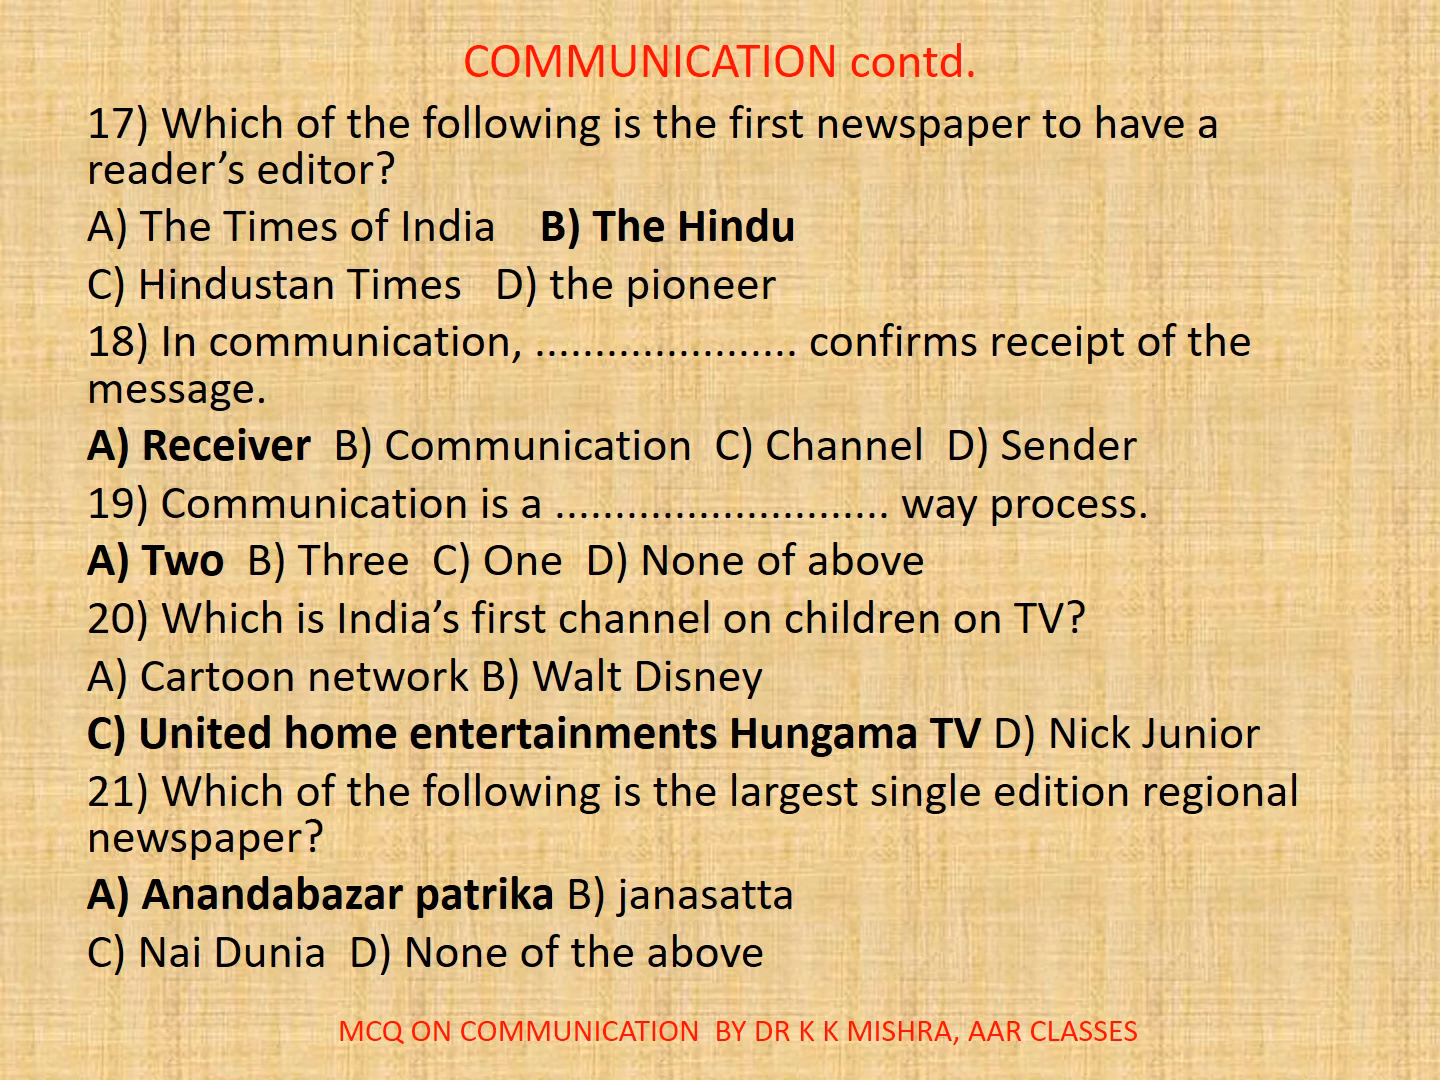 COMMUNICATION contd.
17) Which of the following is the first newspaper to have a
reader’s editor?
A) The Times of India    B) The Hindu
C) Hindustan Times   D) the pioneer
18) In communication, ...................... confirms receipt of the
message.
A) Receiver  B) Communication  C) Channel  D) Sender
19) Communication is a ............................ way process.
A) Two  B) Three  C) One  D) None of above
20) Which is India’s first channel on children on TV?
A) Cartoon network B) Walt Disney
C) United home entertainments Hungama TV D) Nick Junior
21) Which of the following is the largest single edition regional
newspaper?
A) Anandabazar patrika B) janasatta
C) Nai Dunia  D) None of the above
MCQ ON COMMUNICATION  BY DR K K MISHRA, AAR CLASSES